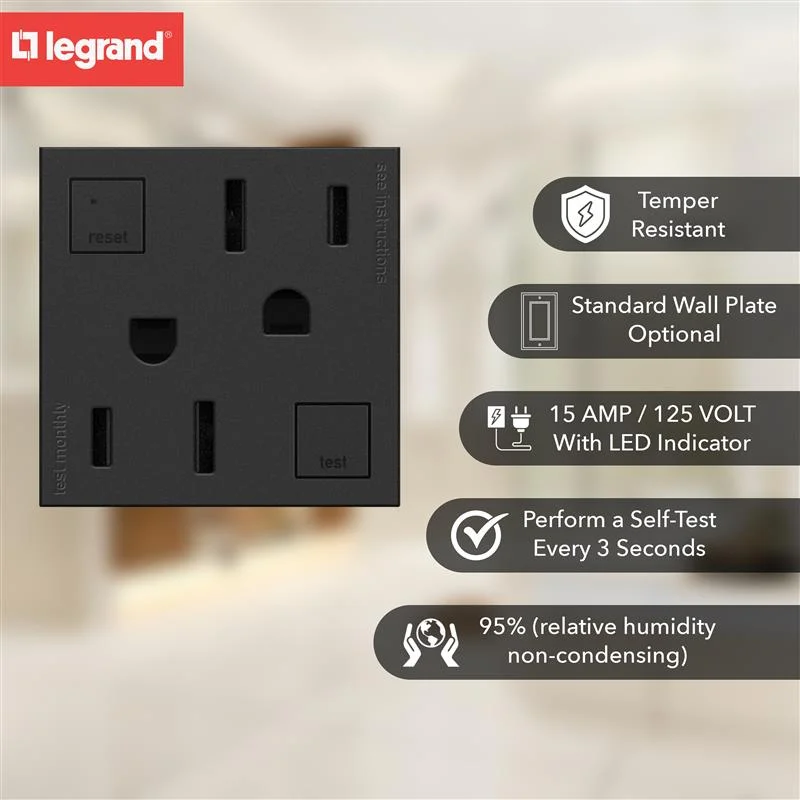 legrand®
reset
see instructions
test monthly
test
Temper
Resistant
Standard Wall Plate
Optional
15 AMP / 125 VOLT
With LED Indicator
Perform a Self-Test
Every 3 Seconds
95% (relative humidity
non-condensing)